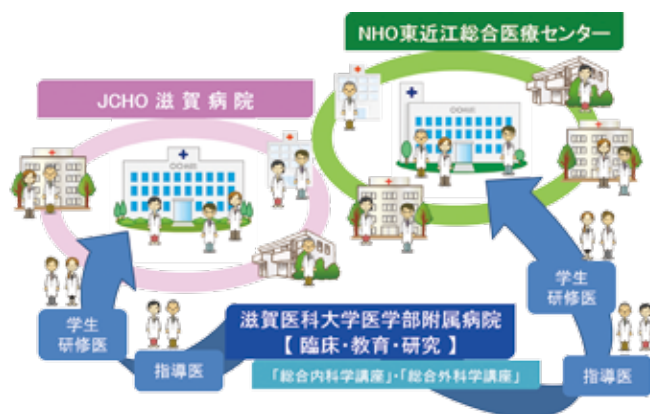 NHO東近江総合医療センター
JCHO 滋賀病院
学生
研修医
指導医
滋賀医科大学医学部附属病院
【 臨床・教育・研究 】
「総合内科学講座」・「総合外科学講座」
学生
研修医
指導医